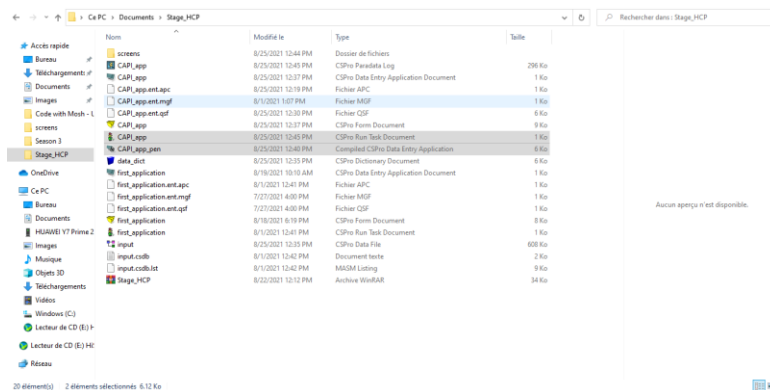 Ce PC > Documents > Stage_HCP
Rechercher dans : Stage_HCP
Nom Modifié le Type Taille
Accès rapide
Bureau
Téléchargements
Documents
Images
Code with Mosh - L
screens
Season 3
Stage_HCP
OneDrive
Ce PC
Bureau
Documents
HUAWEI Y7 Prime 2
Images
Musique
Objets 3D
Téléchargements
Vidéos
Windows (C:)
Lecteur de CD (E:) H
Lecteur de CD (E:) Hi
Réseau
screens 8/25/2021 12:44 PM Dossier de fichiers
CAPI_app 8/25/2021 12:45 PM CSPro Paradata Log 296 Ko
CAPI_app 8/25/2021 12:37 PM CSPro Data Entry Application Document 1 Ko
CAPI_app.ent.apc 8/25/2021 12:19 PM Fichier APC 1 Ko
CAPI_app.ent.mgf 8/1/2021 1:07 PM Fichier MGF 1 Ko
CAPI_app.ent.qsf 8/25/2021 12:30 PM Fichier QSF 6 Ko
CAPI_app 8/25/2021 12:37 PM CSPro Form Document 9 Ko
CAPI_app 8/25/2021 12:45 PM CSPro Run Task Document 1 Ko
CAPI_app_pen 8/25/2021 12:40 PM Compiled CSPro Data Entry Application 6 Ko
data_dict 8/25/2021 12:35 PM CSPro Dictionary Document 6 Ko
first_application 8/19/2021 10:10 AM CSPro Data Entry Application Document 1 Ko
first_application.ent.apc 8/1/2021 12:41 PM Fichier APC 1 Ko
first_application.ent.mgf 7/27/2021 4:00 PM Fichier MGF 1 Ko
first_application.ent.qsf 7/27/2021 4:00 PM Fichier QSF 1 Ko
first_application 8/18/2021 6:19 PM CSPro Form Document 8 Ko
first_application 8/1/2021 12:41 PM CSPro Run Task Document 1 Ko
input 8/25/2021 12:35 PM CSPro Data File 608 Ko
input.csdb 8/1/2021 12:42 PM Document texte 2 Ko
input.csdb.lst 8/1/2021 12:42 PM MASM Listing 9 Ko
Stage_HCP 8/22/2021 12:12 PM Archive WinRAR 34 Ko
Aucun aperçu n'est disponible.
20 élément(s) 2 éléments sélectionnés 6.12 Ko